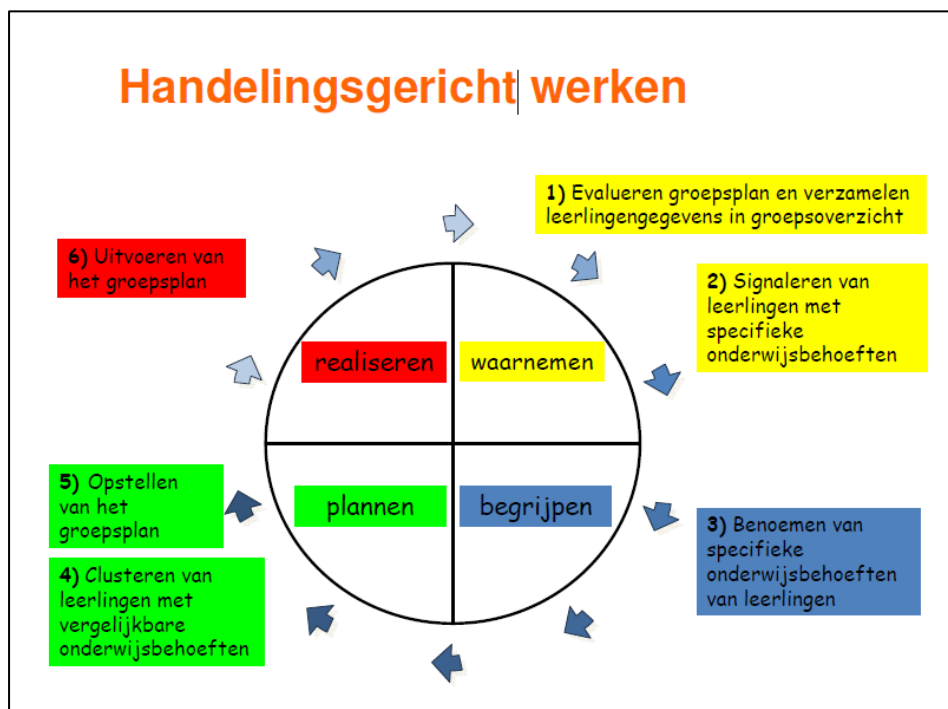 Handelingsgericht werken
1) Evalueren groepsplan en verzamelen
leerlingengegevens in groepsoverzicht
2) Signaleren van
leerlingen met
specifieke
onderwijsbehoeften
3) Benoemen van
specifieke
onderwijsbehoeften
van leerlingen
4) Clusteren van
leerlingen met
vergelijkbare
onderwijsbehoeften
5) Opstellen
van het
groepsplan
6) Uitvoeren van
het groepsplan
realiseren
waarnemen
plannen
begrijpen